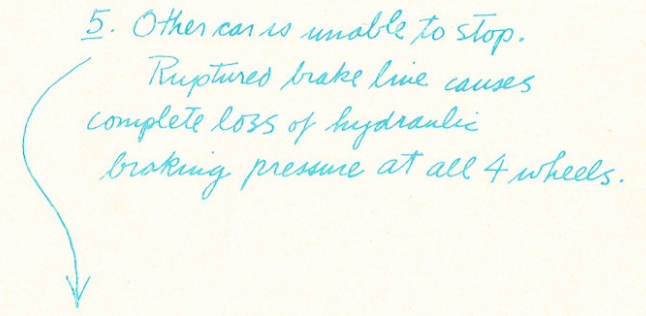 5. Other car is unable to stop.
Ruptured brake line causes
complete loss of hydraulic
braking pressure at all 4 wheels.